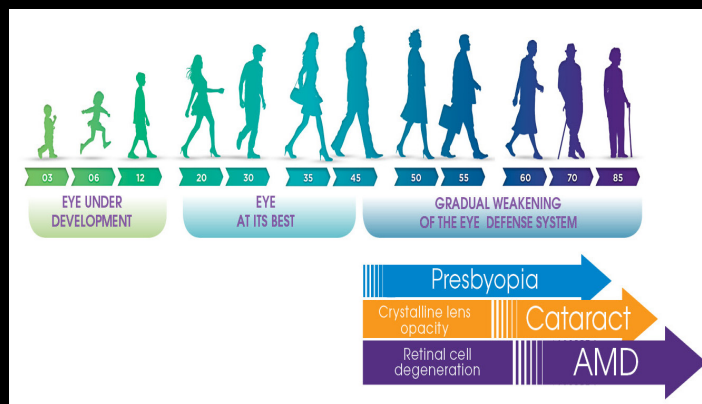 03 06 12 20 30 35 45 50 55 60 70 85
EYE UNDER
DEVELOPMENT
EYE
AT ITS BEST
GRADUAL WEAKENING
OF THE EYE DEFENSE SYSTEM
Presbyopia
Crystalline lens
opacity
Cataract
Retinal cell
degeneration
AMD